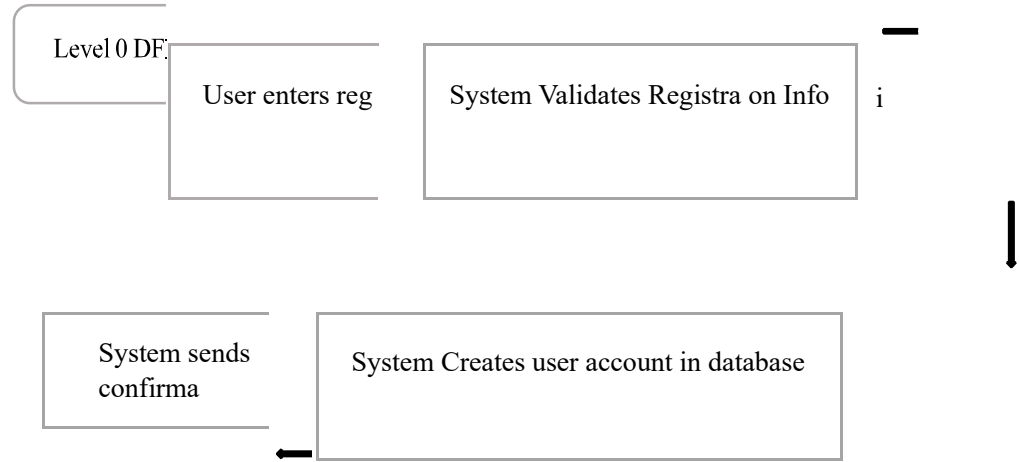 Level 0 DF
User enters reg
System Validates Registra on Info
i
System sends
confirma
System Creates user account in database